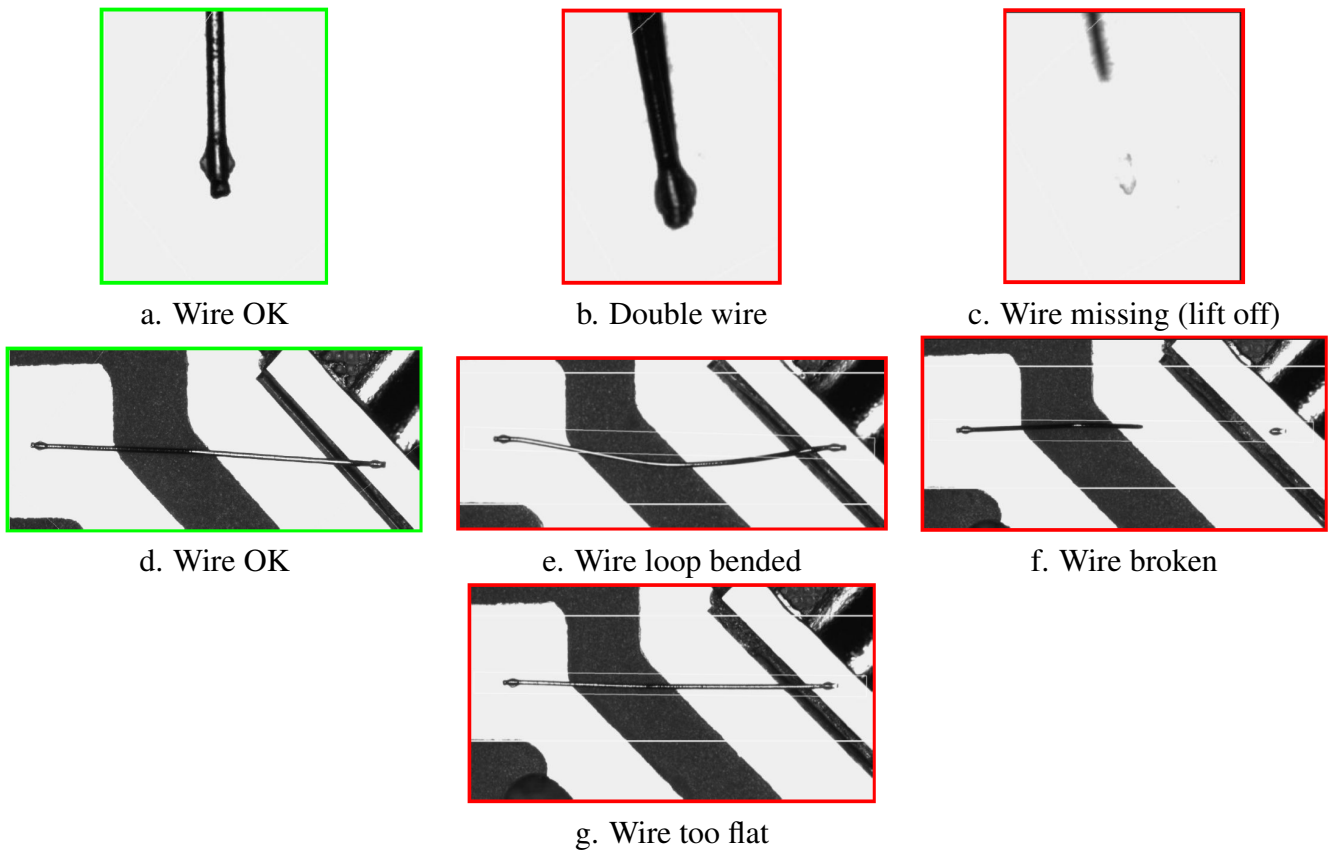 a. Wire OK
b. Double wire
c. Wire missing (lift off)
d. Wire OK
e. Wire loop bended
f. Wire broken
g. Wire too flat